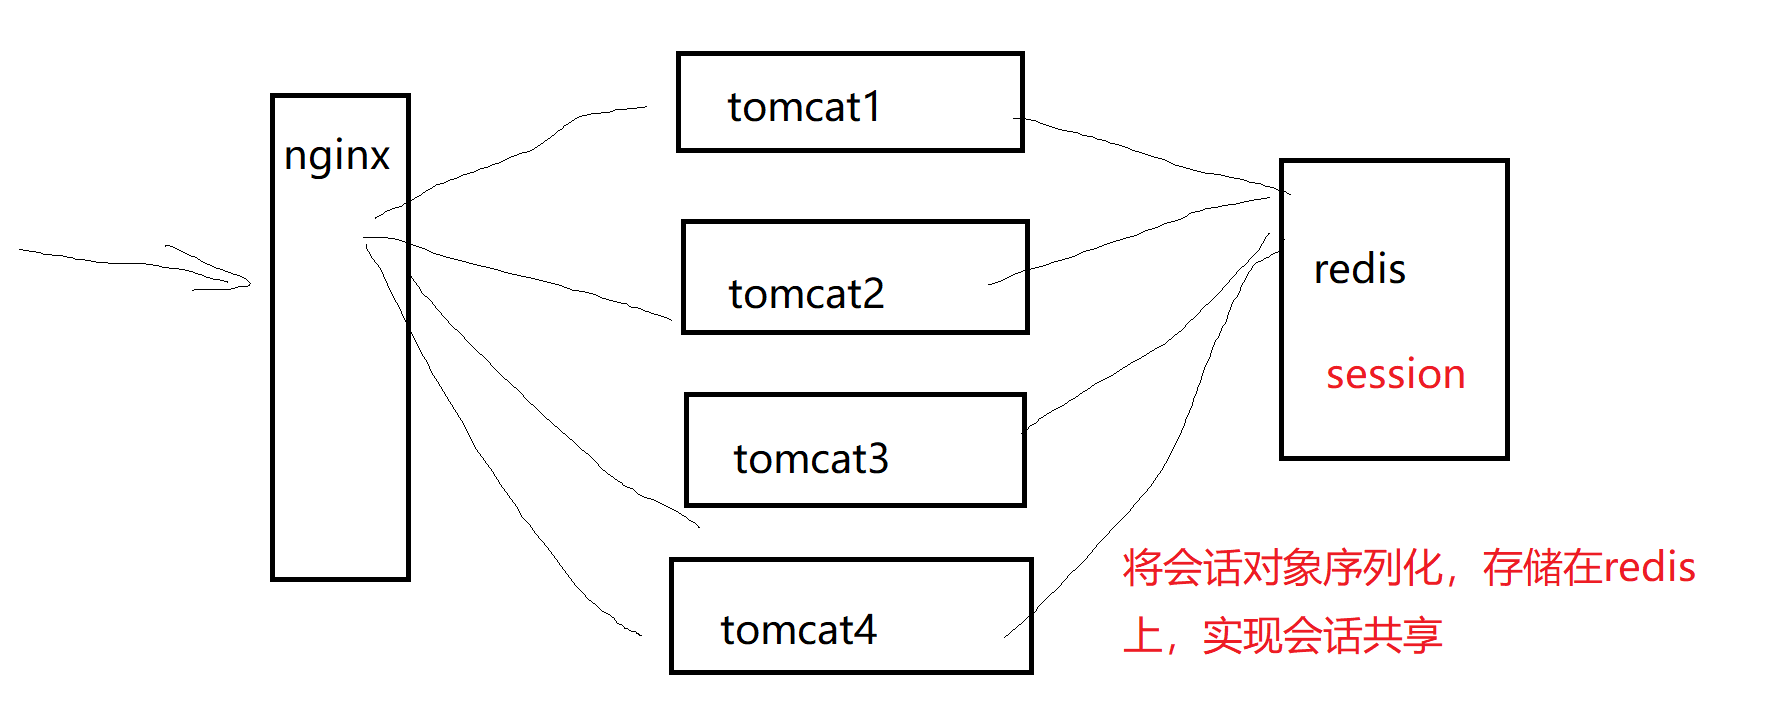 nginx
tomcat1
tomcat2
tomcat3
tomcat4
redis
session
将会话对象序列化，存储在redis
上，实现会话共享